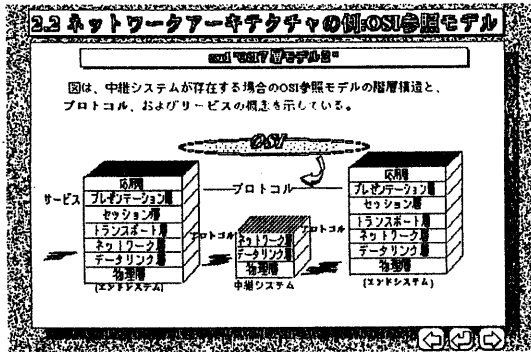 2.2 ネットワークアーキテクチャの例:OSI参照モデル
図は、中継システムが存在する場合のOSI参照モデルの階層構造と、
プロトコル、およびサービスの概念を示している。
OSI
応用層
プレゼンテーション層
セッション層
トランスポート層
ネットワーク層
データリンク層
物理層
(エンドシステム)
サービス
プロトコル
プロトコル
ネットワーク層
データリンク層
物理層
中継システム
プロトコル
応用層
プレゼンテーション層
セッション層
トランスポート層
ネットワーク層
データリンク層
物理層
(エンドシステム)